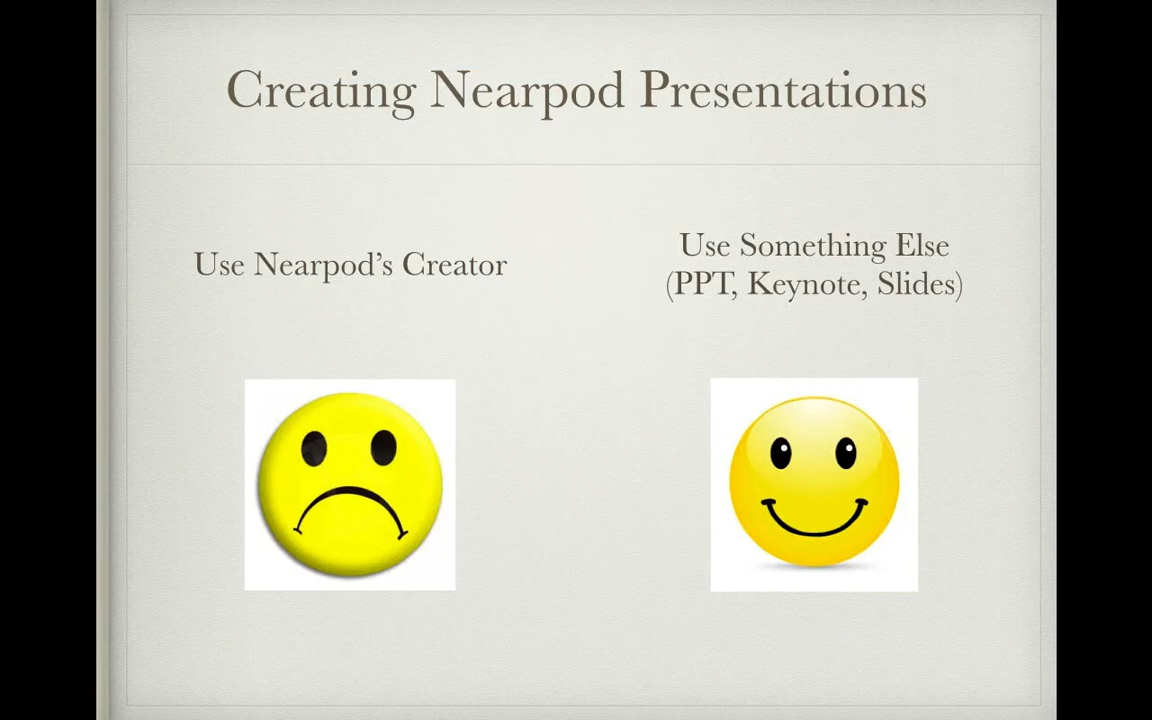 Creating Nearpod Presentations
Use Nearpod’s Creator
Use Something Else
(PPT, Keynote, Slides)